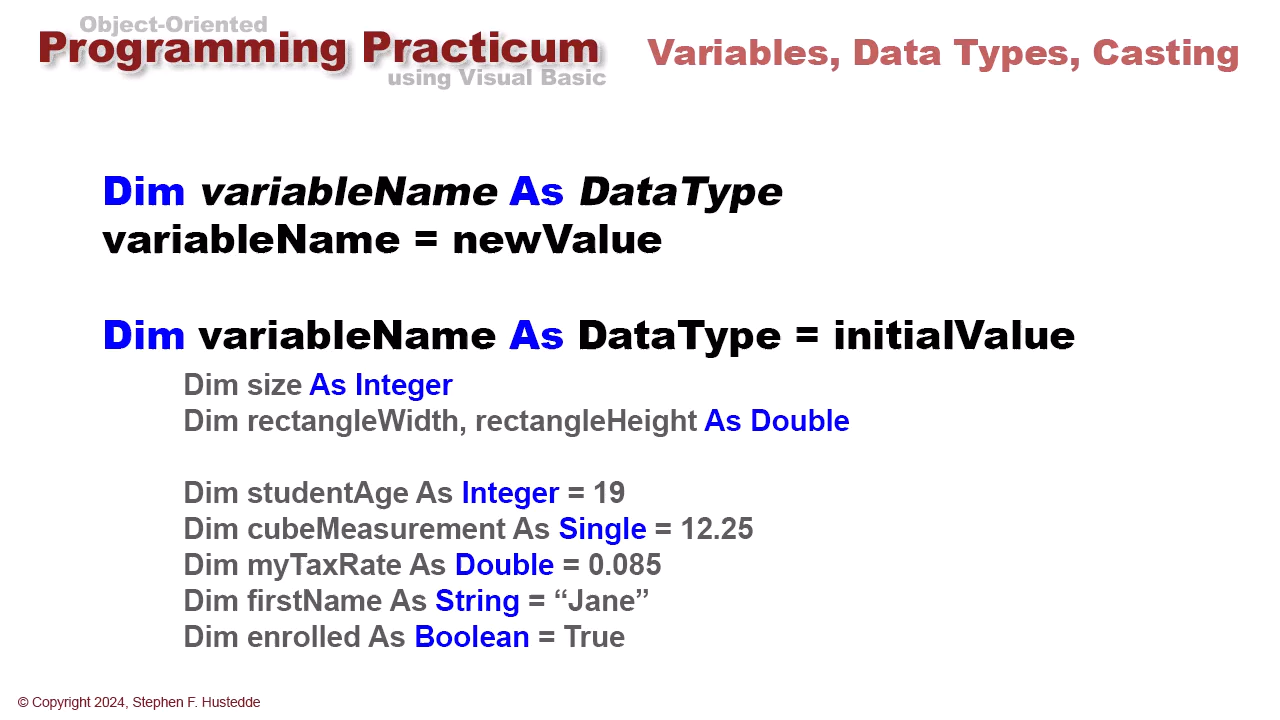 Object-Oriented
Programming Practicum
using Visual Basic
Variables, Data Types, Casting
Dim variableName As DataType
variableName = newValue
Dim variableName As DataType = initialValue
Dim size As Integer
Dim rectangleWidth, rectangleHeight As Double
Dim studentAge As Integer = 19
Dim cubeMeasurement As Single = 12.25
Dim myTaxRate As Double = 0.085
Dim firstName As String = “Jane”
Dim enrolled As Boolean = True
© Copyright 2024, Stephen F. Hustedde